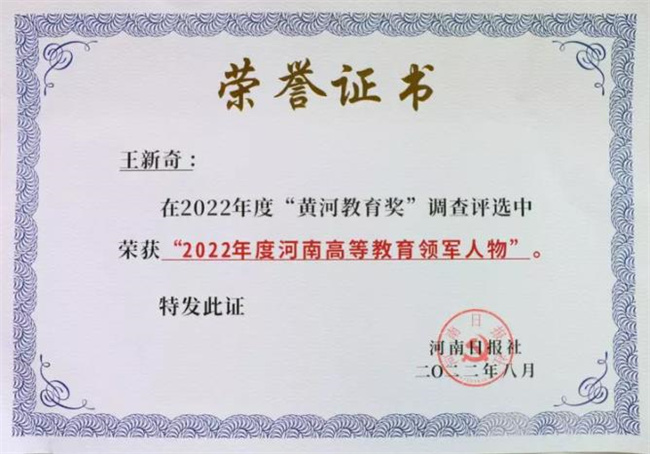 荣誉证书
王新奇：
在2022年度“黄河教育奖”调查评选中
荣获“2022年度河南高等教育领军人物”。
特发此证
河南日报社
二〇二二年八月